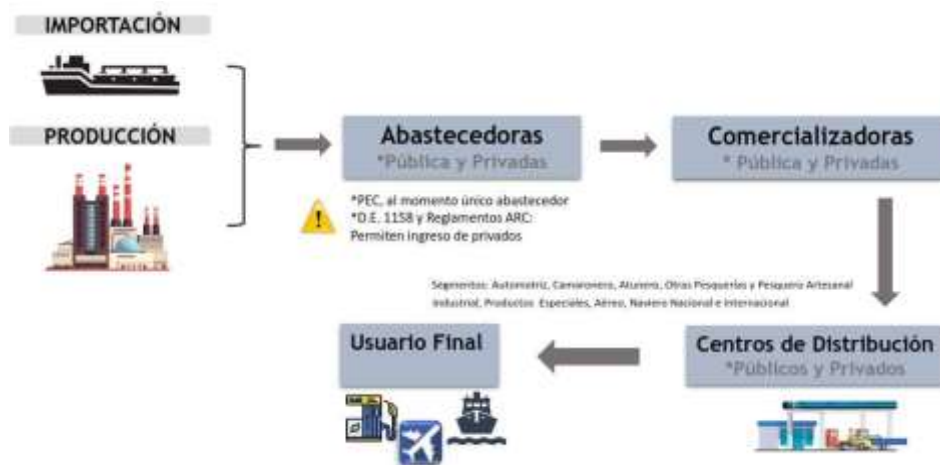 IMPORTACIÓN
PRODUCCIÓN
Abastecedoras
*Pública y Privadas
Comercializadoras
* Pública y Privadas
*PEC, al momento único abastecedor
*D.E. 1158 y Reglamentos ARC:
Permiten ingreso de privados
Segmentos: Automotriz, Camaronero, Atunero, Otras Pesquerías y Pesquero Artesanal
Industrial, Productos Especiales, Aéreo, Naviero Nacional e Internacional
Usuario Final
Centros de Distribución
*Públicos y Privados